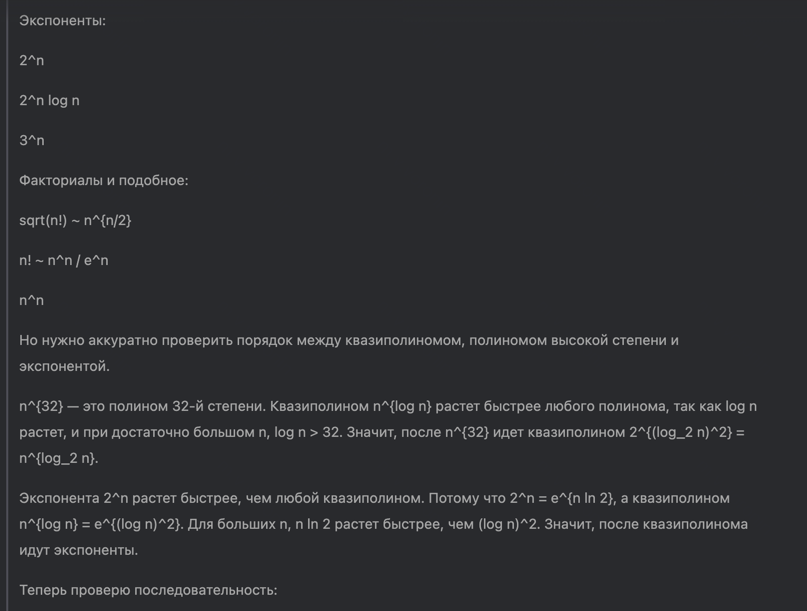 Экспоненты:
2^n
2^n log n
3^n
Факториалы и подобное:
sqrt(n!) ~ n^{n/2}
n! ~ n^n / e^n
n^n
Но нужно аккуратно проверить порядок между квазиполиномом, полиномом высокой степени и
экспонентой.
n^{32} — это полином 32-й степени. Квазиполином n^{log n} растет быстрее любого полинома, так как log n
растет, и при достаточно большом n, log n > 32. Значит, после n^{32} идет квазиполином 2^{(log_2 n)^2} =
n^{log_2 n}.
Экспонента 2^n растет быстрее, чем любой квазиполином. Потому что 2^n = e^{n ln 2}, а квазиполином
n^{log n} = e^{(log n)^2}. Для больших n, n ln 2 растет быстрее, чем (log n)^2. Значит, после квазиполинома
идут экспоненты.
Теперь проверю последовательность: